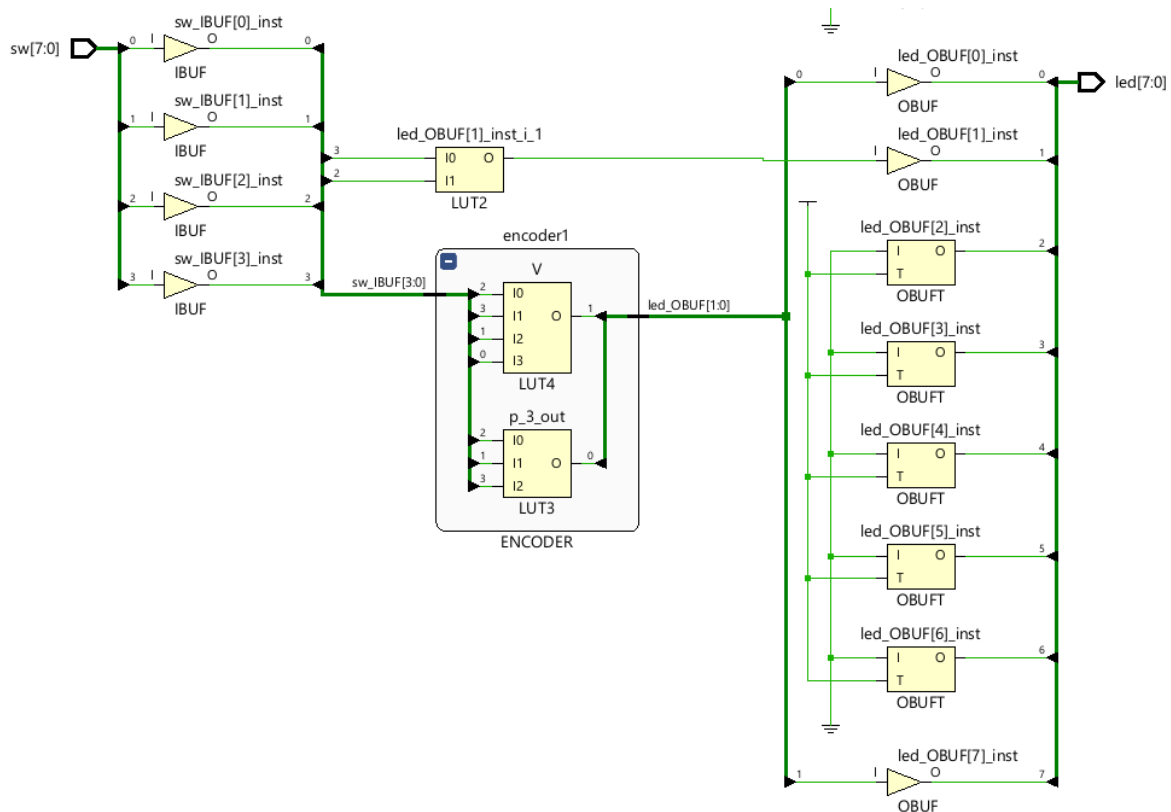 sw[7:0]
sw_IBUF[0]_inst
0 I O 0
IBUF
sw_IBUF[1]_inst
1 I O 1
IBUF
sw_IBUF[2]_inst
2 I O 2
IBUF
sw_IBUF[3]_inst
3 I O 3
IBUF
led_OBUF[1]_inst_i_1
3 I0 O
2 I1
LUT2
encoder1
sw_IBUF[3:0]
V
2 I0
3 I1 O 1
1 I2
0 I3
LUT4
p_3_out
2 I0
1 I1 O 0
3 I2
LUT3
ENCODER
led_OBUF[1:0]
led_OBUF[0]_inst
0 I O 0
OBUF
led[7:0]
led_OBUF[1]_inst
I O 1
OBUF
led_OBUF[2]_inst
I O 2
T
OBUFT
led_OBUF[3]_inst
I O 3
T
OBUFT
led_OBUF[4]_inst
I O 4
T
OBUFT
led_OBUF[5]_inst
I O 5
T
OBUFT
led_OBUF[6]_inst
I O 6
T
OBUFT
led_OBUF[7]_inst
1 I O 7
OBUF